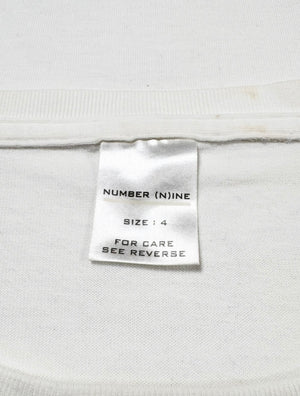 NUMBER (N)INE
SIZE : 4
FOR CARE
SEE REVERSE